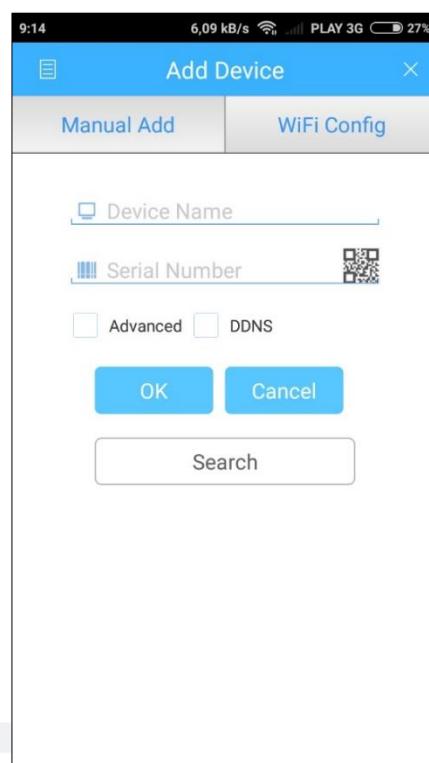 9:14 6,09 kB/s PLAY 3G 27%
Add Device
Manual Add WiFi Config
Device Name
Serial Number
Advanced DDNS
OK Cancel
Search